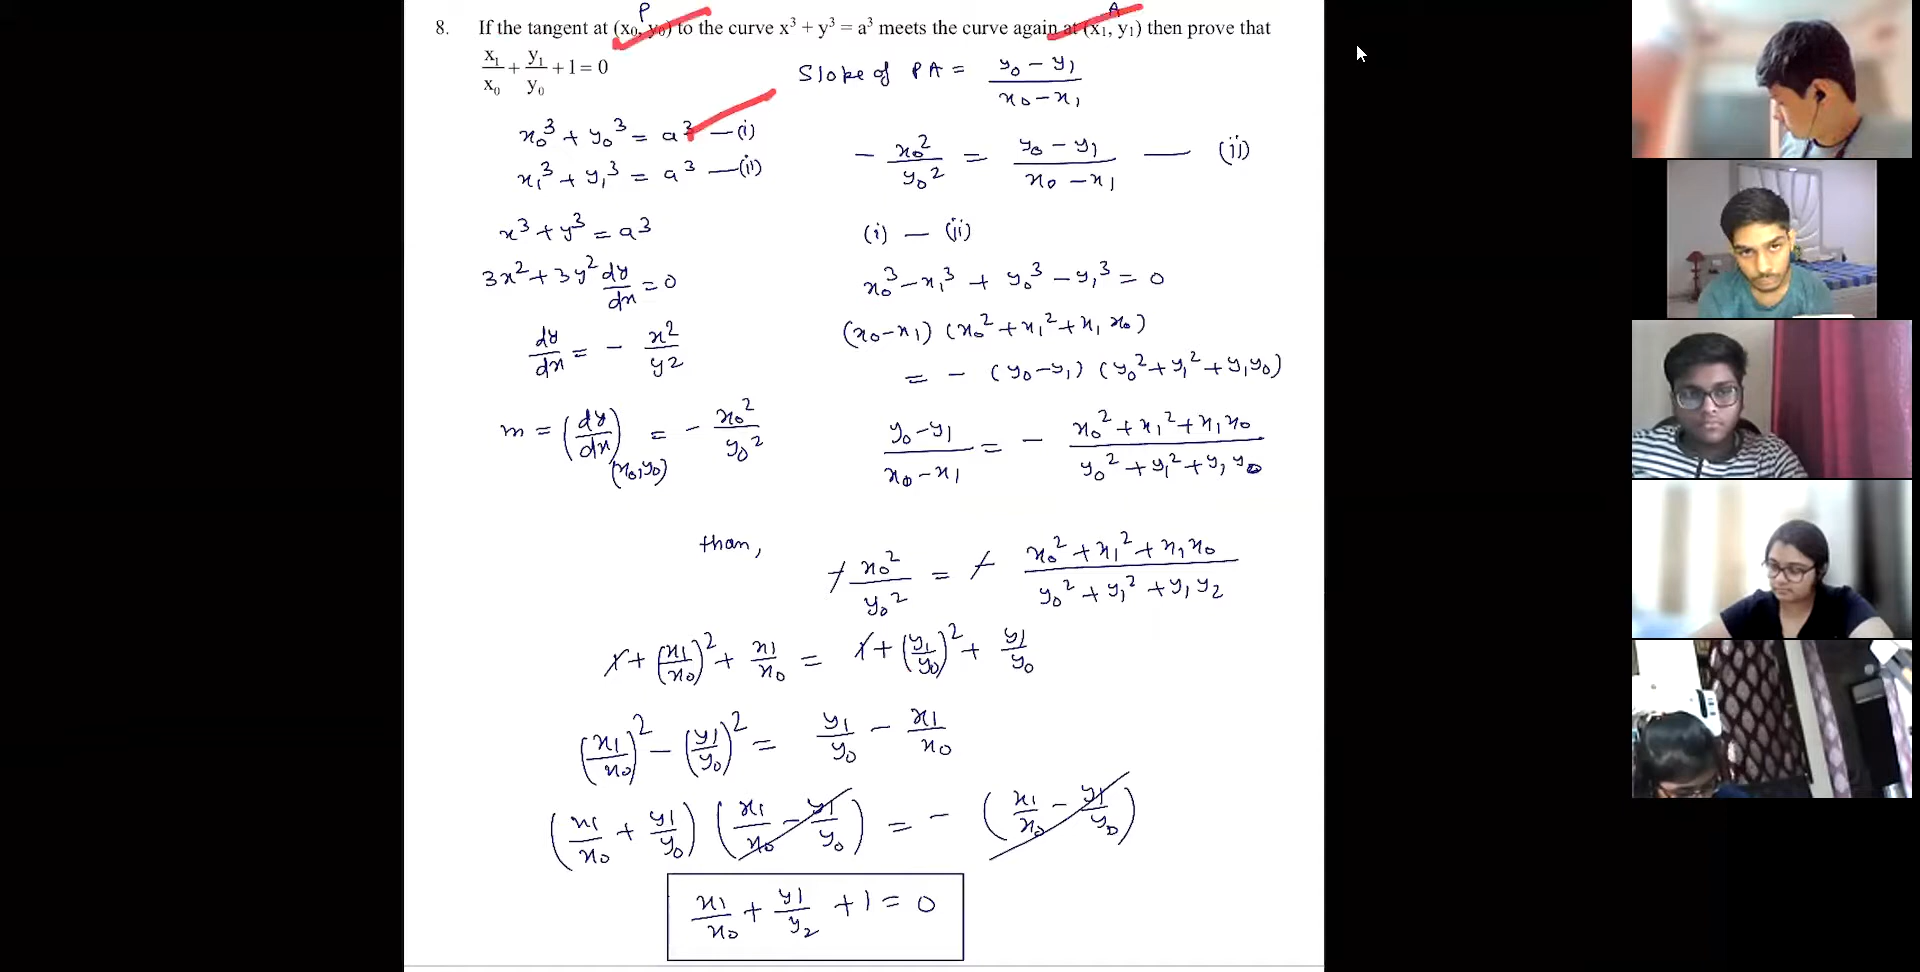 P
A
8. If the tangent at (x₀, y₀) to the curve x³ + y³ = a³ meets the curve again at (x₁, y₁) then prove that
x₁/x₀ + y₁/y₀ + 1 = 0
Slope of PA = (y₀ - y₁)/(x₀ - x₁)
x₀³ + y₀³ = a³ —(i)
x₁³ + y₁³ = a³ —(ii)
x³ + y³ = a³
3x² + 3y² dy/dx = 0
dy/dx = - x²/y²
m = (dy/dx)(x₀,y₀) = - x₀²/y₀²
- x₀²/y₀² = (y₀ - y₁)/(x₀ - x₁) — (ii)
(i) — (ii)
x₀³ - x₁³ + y₀³ - y₁³ = 0
(x₀-x₁) (x₀² + x₁² + x₁x₀)
= - (y₀-y₁) (y₀² + y₁² + y₁y₀)
(y₀-y₁)/(x₀-x₁) = - (x₀² + x₁² + x₁x₀)/(y₀² + y₁² + y₁y₀)
than,
- x₀²/y₀² = - (x₀² + x₁² + x₁x₀)/(y₀² + y₁² + y₁y₂)
1 + (x₁/x₀)² + x₁/x₀ = 1 + (y₁/y₀)² + y₁/y₀
(x₁/x₀)² - (y₁/y₀)² = y₁/y₀ - x₁/x₀
(x₁/x₀ + y₁/y₀) (x₁/x₀ - y₁/y₀) = - (x₁/x₀ - y₁/y₀)
x₁/x₀ + y₁/y₂ + 1 = 0